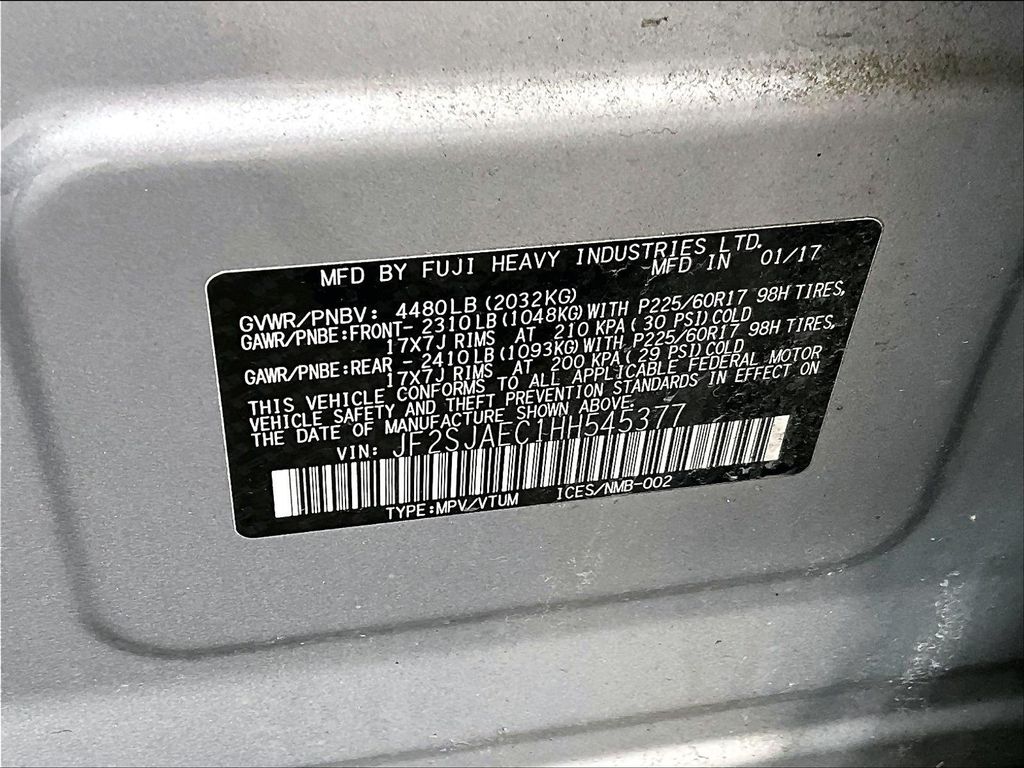 MFD BY FUJI HEAVY INDUSTRIES LTD.
MFD IN 01/17
GVWR/PNBV: 4480LB (2032KG)
GAWR/PNBE:FRONT- 2310LB (1048KG) WITH P225/60R17 98H TIRES,
17X7J RIMS AT 210 KPA( 30 PSI) COLD
GAWR/PNBE:REAR - 2410LB (1093KG) WITH P225/60R17 98H TIRES,
17X7J RIMS AT 200 KPA( 29 PSI) COLD
THIS VEHICLE CONFORMS TO ALL APPLICABLE FEDERAL MOTOR
VEHICLE SAFETY AND THEFT PREVENTION STANDARDS IN EFFECT ON
THE DATE OF MANUFACTURE SHOWN ABOVE.
VIN: JF2SJAEC1HH545377
TYPE:MPV/VTUM ICES/NMB-002